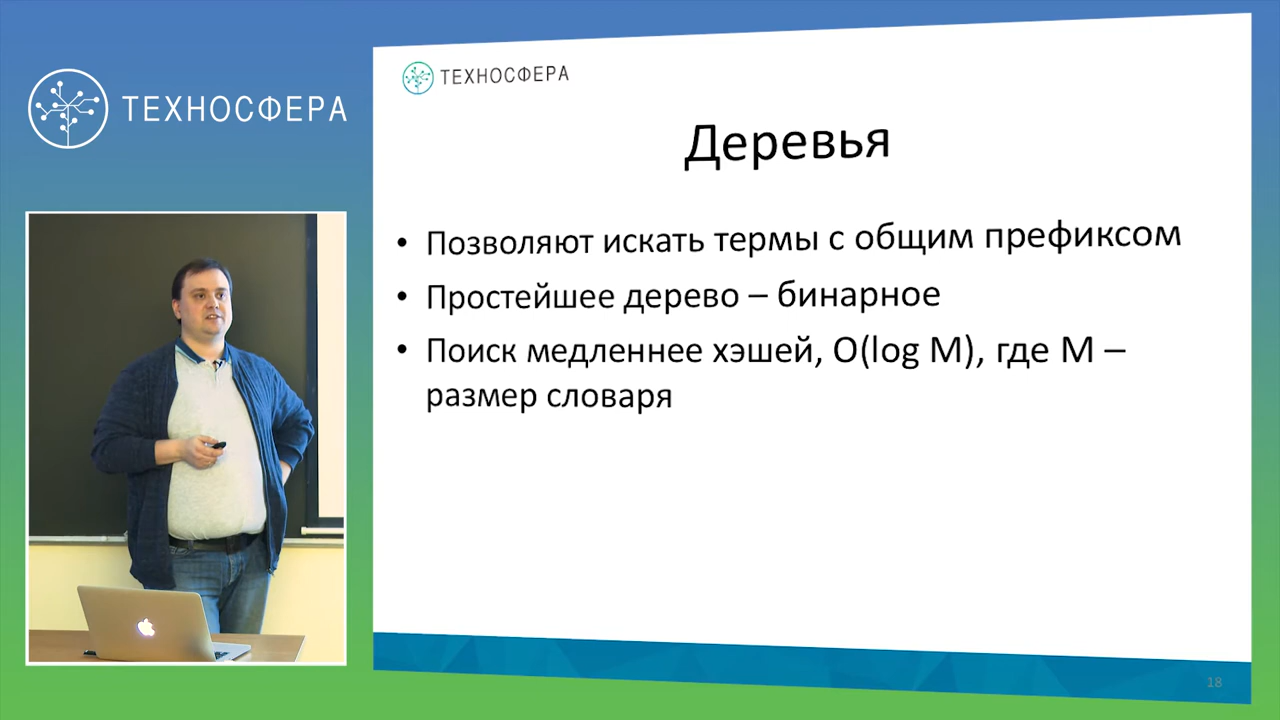 ТЕХНОСФЕРА
ТЕХНОСФЕРА
Деревья
• Позволяют искать термы с общим префиксом
• Простейшее дерево – бинарное
• Поиск медленнее хэшей, O(log M), где M –
размер словаря
18